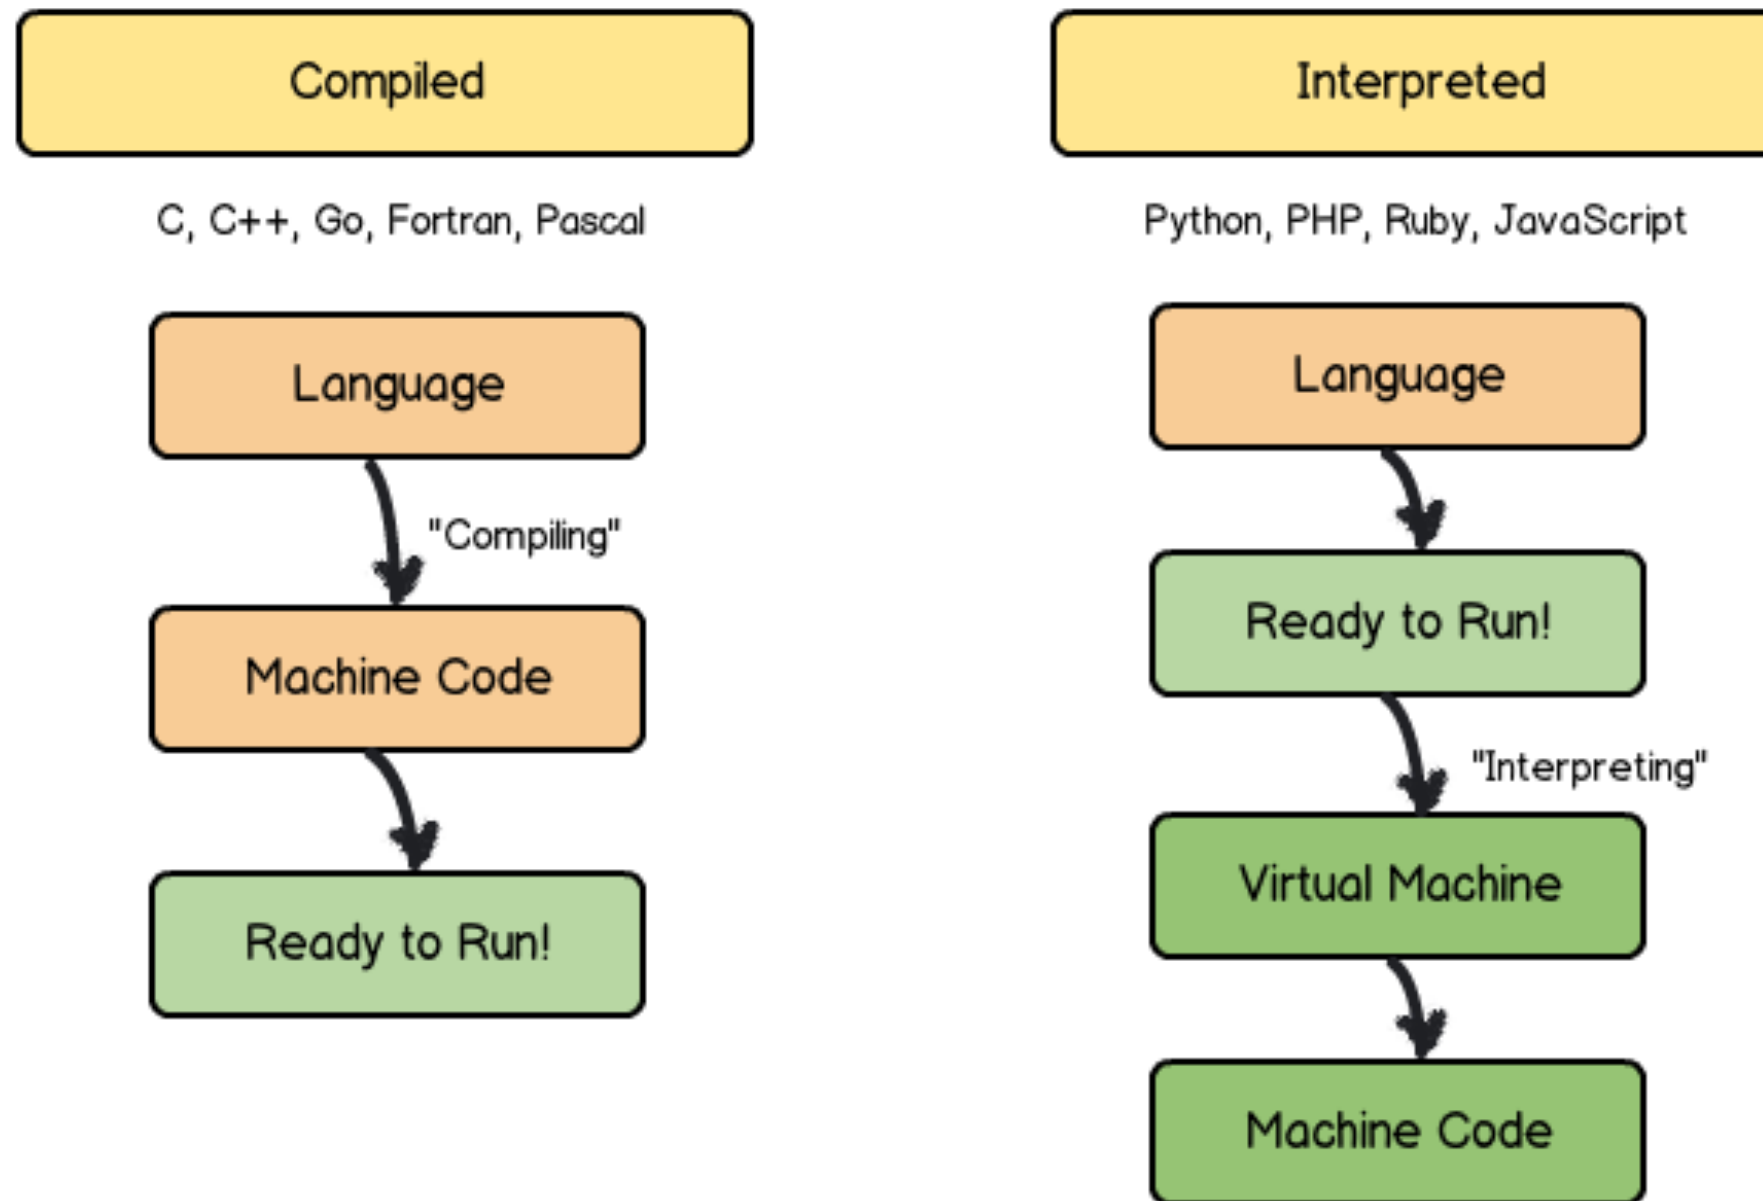 Compiled
C, C++, Go, Fortran, Pascal
Language
"Compiling"
Machine Code
Ready to Run!
Interpreted
Python, PHP, Ruby, JavaScript
Language
Ready to Run!
"Interpreting"
Virtual Machine
Machine Code